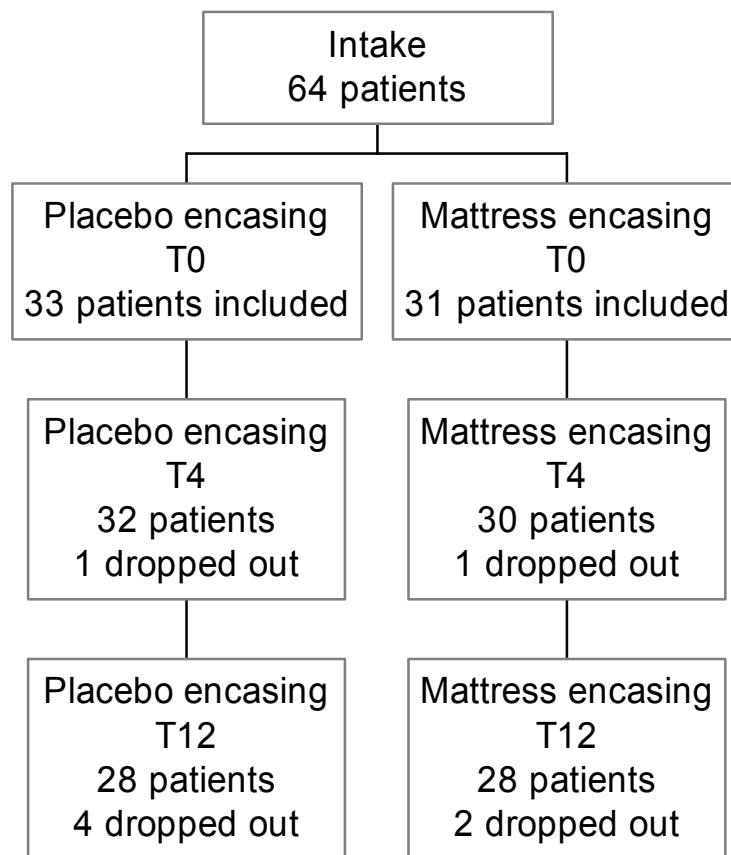 Intake
64 patients
Placebo encasing
T0
33 patients included
Mattress encasing
T0
31 patients included
Placebo encasing
T4
32 patients
1 dropped out
Mattress encasing
T4
30 patients
1 dropped out
Placebo encasing
T12
28 patients
4 dropped out
Mattress encasing
T12
28 patients
2 dropped out